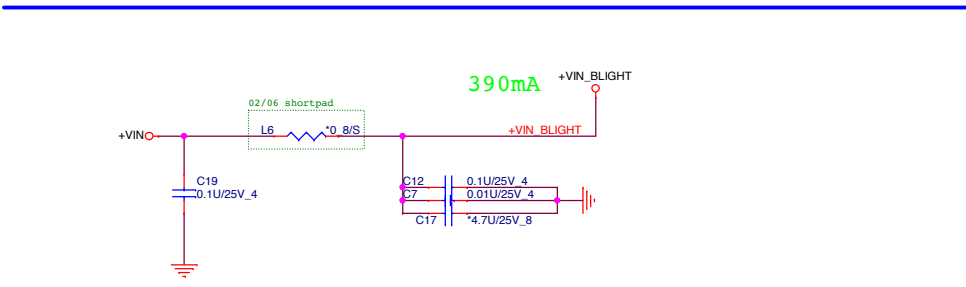 390mA
+VIN_BLIGHT
02/06 shortpad
+VIN
L6
*0_8/S
+VIN_BLIGHT
C19
0.1U/25V_4
C12
0.1U/25V_4
C7
0.01U/25V_4
C17
*4.7U/25V_8